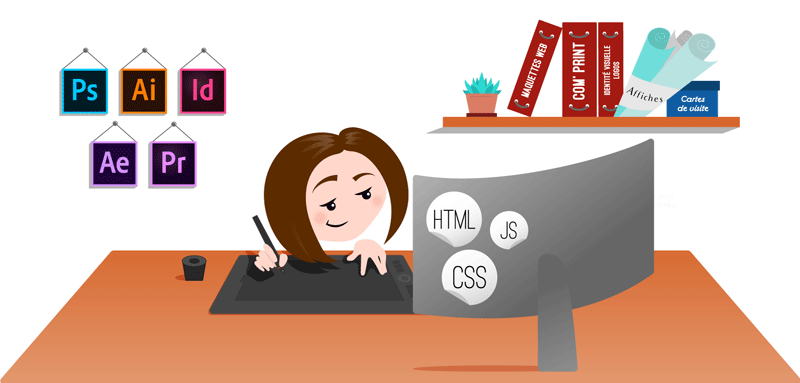 Ps
Ai
Id
Ae
Pr
MAQUETTES WEB
COM' PRINT
IDENTITÉ VISUELLE
LOGOS
Affiches
Cartes
de visite
HTML
JS
CSS